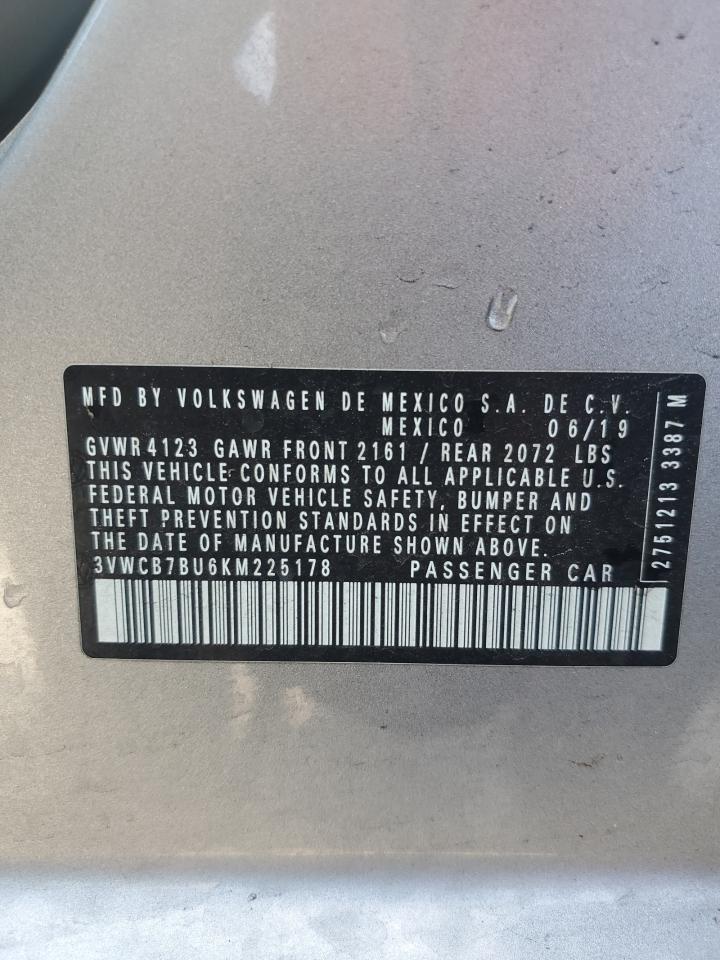 MFD BY VOLKSWAGEN DE MEXICO S.A. DE C.V.
MEXICO 06/19
GVWR 4123 GAWR FRONT 2161 / REAR 2072 LBS
THIS VEHICLE CONFORMS TO ALL APPLICABLE U.S.
FEDERAL MOTOR VEHICLE SAFETY, BUMPER AND
THEFT PREVENTION STANDARDS IN EFFECT ON
THE DATE OF MANUFACTURE SHOWN ABOVE.
3VWCB7BU6KM225178 PASSENGER CAR
2751213 3387 M